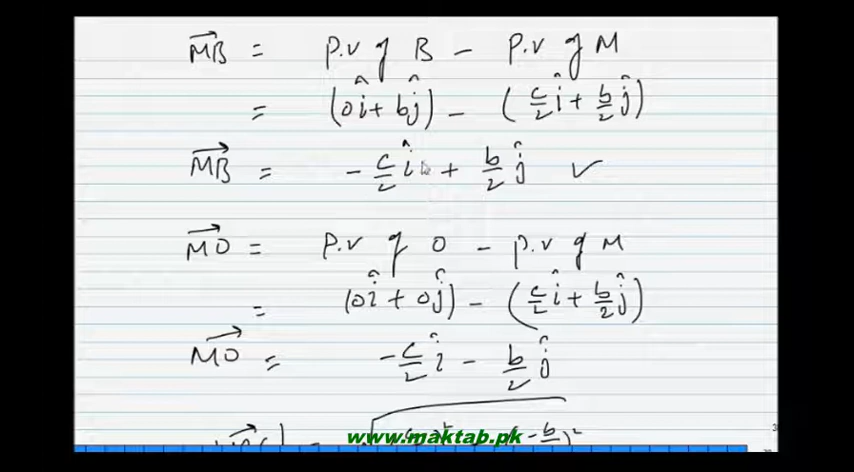 MB = P.V of B - P.V of M
= (0î + bĵ) - (c/2 î + b/2 ĵ)
MB = - c/2 î + b/2 ĵ ✓
MO = P.V of O - P.V of M
= (0î + 0ĵ) - (c/2 î + b/2 ĵ)
MO = - c/2 î - b/2 ĵ
www.maktab.pk